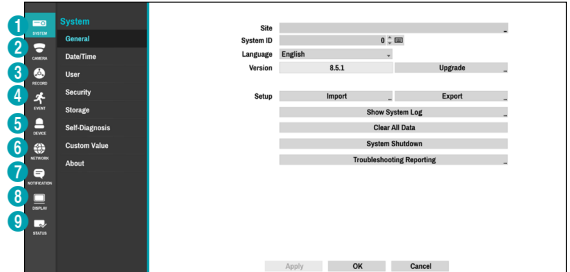 1 SYSTEM
2 CAMERA
3 RECORD
4 EVENT
5 DEVICE
6 NETWORK
7 NOTIFICATION
8 DISPLAY
9 STATUS
System
General
Date/Time
User
Security
Storage
Self-Diagnosis
Custom Value
About
Site
System ID 0
Language English
Version 8.5.1 Upgrade
Setup Import Export
Show System Log
Clear All Data
System Shutdown
Troubleshooting Reporting
Apply OK Cancel